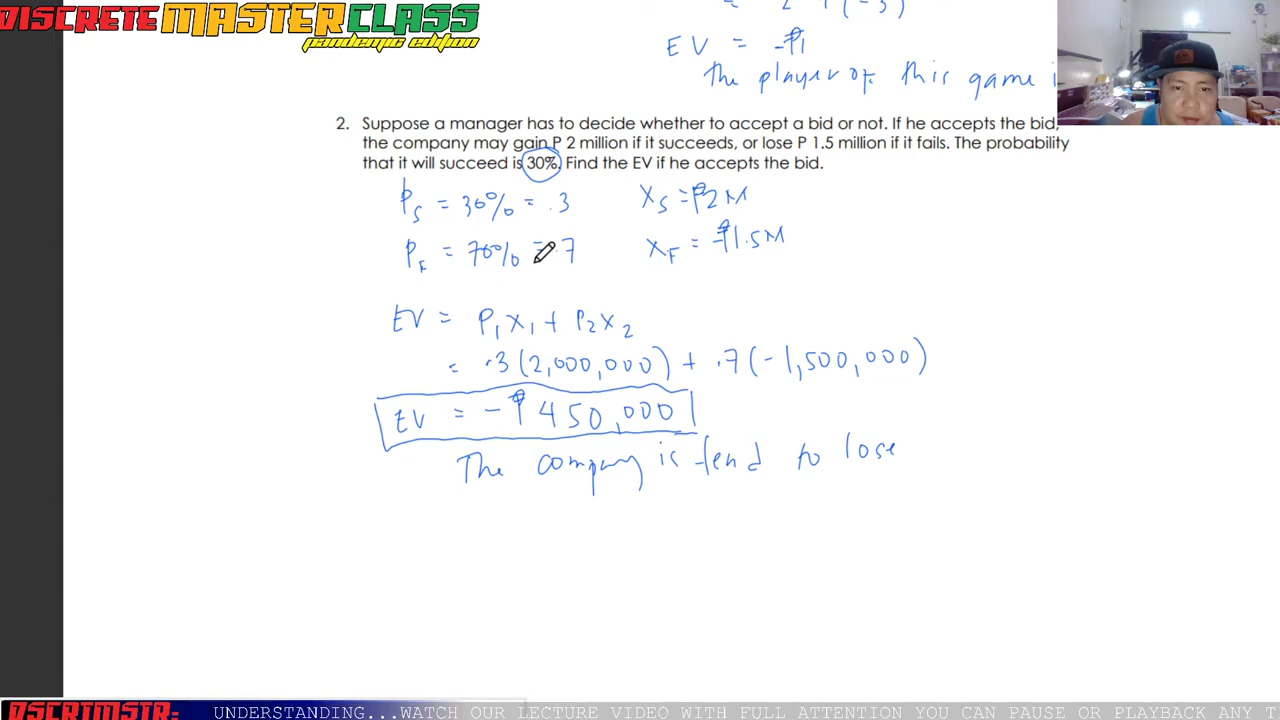 DISCRETE MASTER CLASS
pandemic edition
EV = -₱1
the player of this game i
2. Suppose a manager has to decide whether to accept a bid or not. If he accepts the bid,
the company may gain P 2 million if it succeeds, or lose P 1.5 million if it fails. The probability
that it will succeed is 30%. Find the EV if he accepts the bid.
PS = 30% = .3 XS = ₱2M
PF = 70% = .7 XF = -₱1.5M
EV = P1X1 + P2X2
= .3(2,000,000) + .7(-1,500,000)
EV = -₱450,000
The company is tend to lose
DSCRTMSTR: UNDERSTANDING...WATCH OUR LECTURE VIDEO WITH FULL ATTENTION YOU CAN PAUSE OR PLAYBACK ANY T